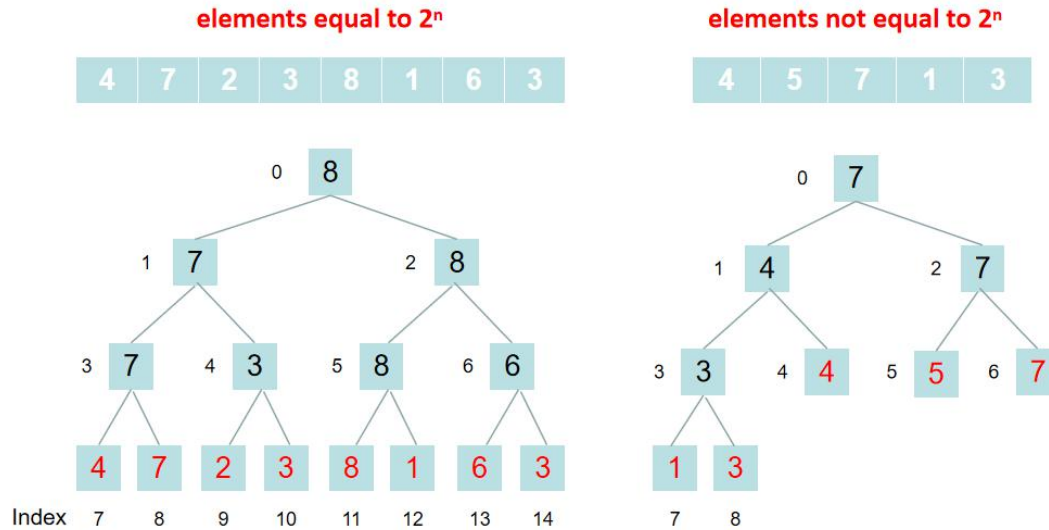 elements equal to 2ⁿ elements not equal to 2ⁿ
4 7 2 3 8 1 6 3 4 5 7 1 3
0 8 0 7
1 7 2 8 1 4 2 7
3 7 4 3 5 8 6 6 3 3 4 4 5 5 6 7
4 7 2 3 8 1 6 3 1 3
Index 7 8 9 10 11 12 13 14 7 8